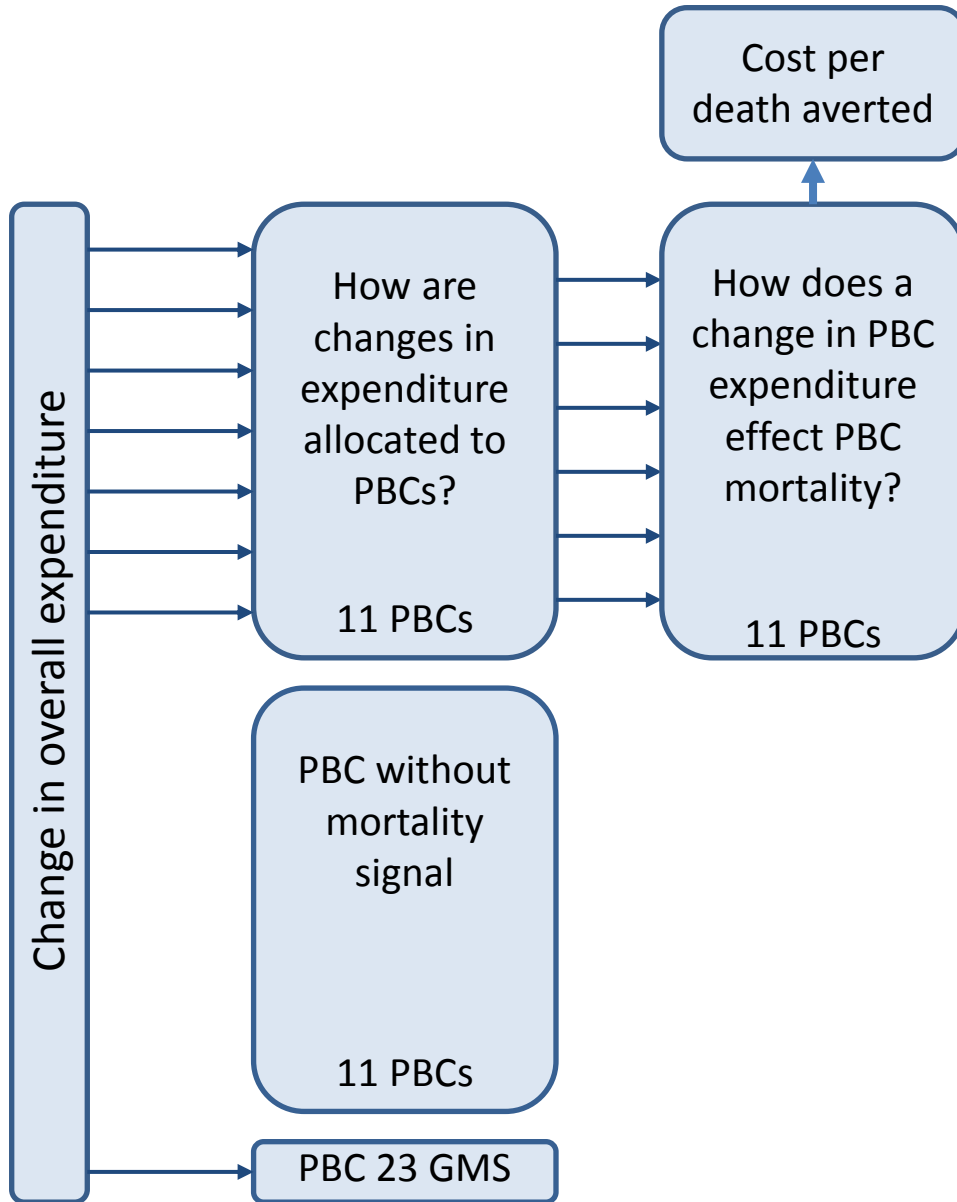 Cost per
death averted
Change in overall expenditure
How are
changes in
expenditure
allocated to
PBCs?
11 PBCs
How does a
change in PBC
expenditure
effect PBC
mortality?
11 PBCs
PBC without
mortality
signal
11 PBCs
PBC 23 GMS